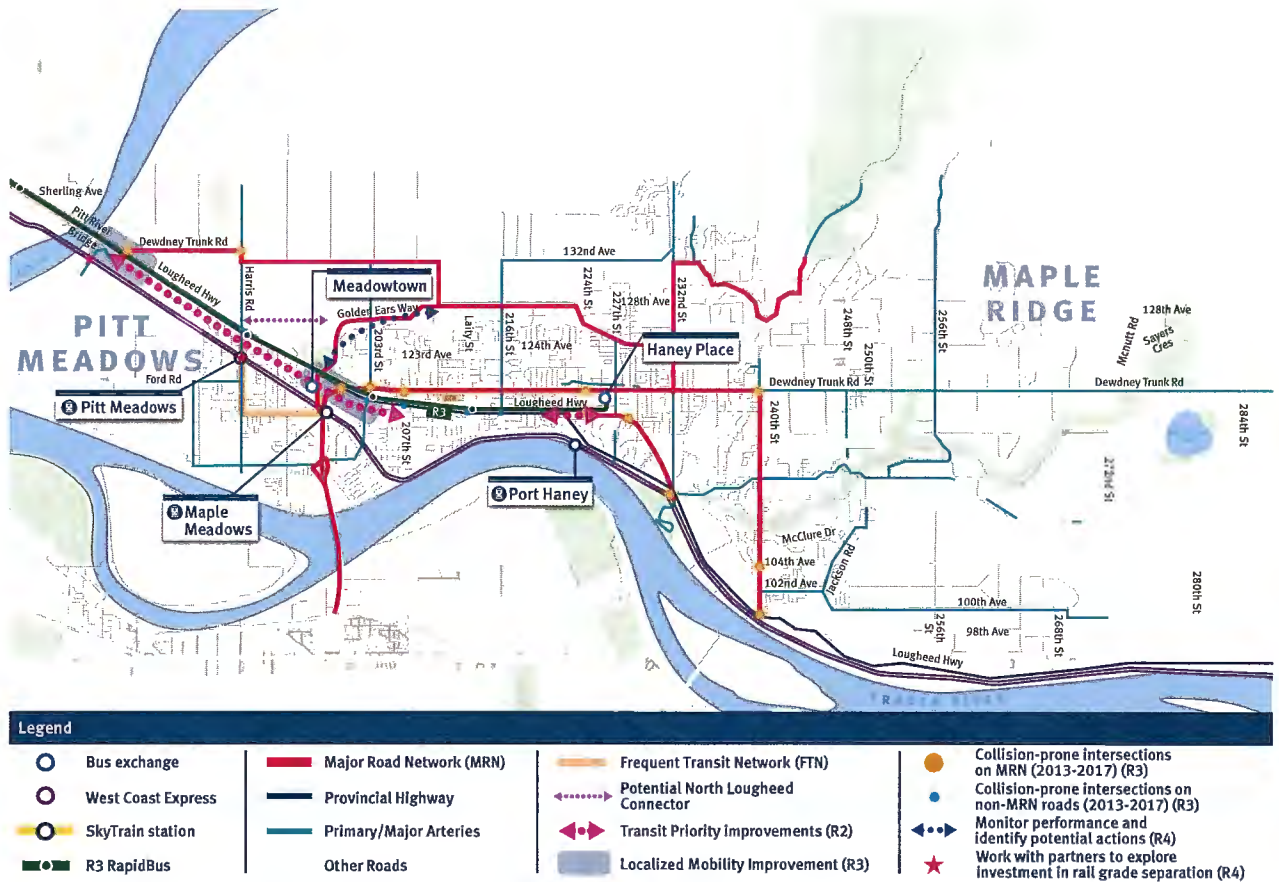 Sherling Ave
Pitt River
Bridge
Dewdney Trunk Rd
Lougheed Hwy
Harris Rd
Meadowtown
Golden Ears Way
132nd Ave
224th St
227th St
128th Ave
232nd St
MAPLE
RIDGE
128th Ave
Mcnutt Rd
Sayers
Cres
PITT
MEADOWS
203rd St
123rd Ave
Laity St
216th St
124th Ave
Haney Place
248th St
250th St
256th St
Ford Rd
Pitt Meadows
Dewdney Trunk Rd
Dewdney Trunk Rd
R3
Lougheed Hwy
207th St
240th St
284th St
272nd St
Maple
Meadows
Port Haney
McClure Dr
104th Ave
102nd Ave
Jackson Rd
100th Ave
256th
St
98th Ave
268th St
280th St
Lougheed Hwy
FRASER RIVER
Legend
Bus exchange
West Coast Express
SkyTrain station
R3 RapidBus
Major Road Network (MRN)
Provincial Highway
Primary/Major Arteries
Other Roads
Frequent Transit Network (FTN)
Potential North Lougheed
Connector
Transit Priority improvements (R2)
Localized Mobility Improvement (R3)
Collision-prone intersections
on MRN (2013-2017) (R3)
Collision-prone intersections on
non-MRN roads (2013-2017) (R3)
Monitor performance and
identify potential actions (R4)
Work with partners to explore
investment in rail grade separation (R4)